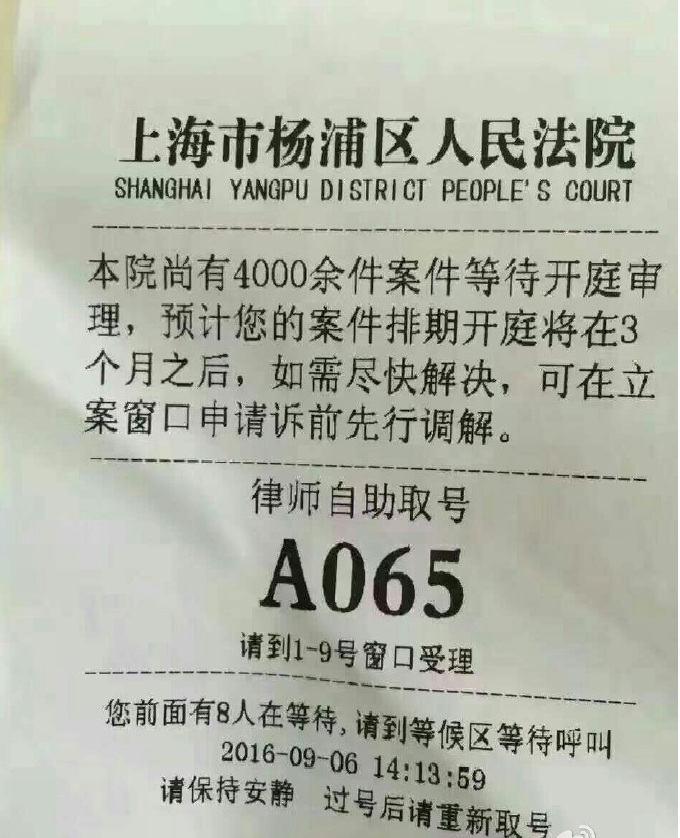 上海市杨浦区人民法院
SHANGHAI YANGPU DISTRICT PEOPLE'S COURT
本院尚有4000余件案件等待开庭审
理，预计您的案件排期开庭将在3
个月之后，如需尽快解决，可在立
案窗口申请诉前先行调解。
律师自助取号
A065
请到1-9号窗口受理
您前面有8人在等待,请到等候区等待呼叫
2016-09-06 14:13:59
请保持安静 过号后请重新取号